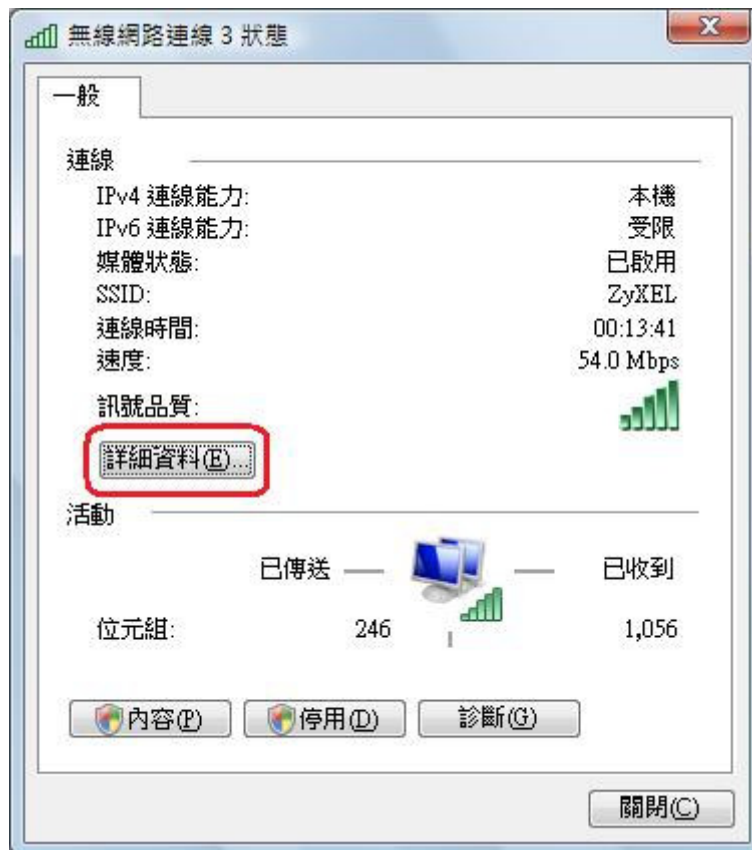 無線網路連線 3 狀態
一般
連線
IPv4 連線能力: 本機
IPv6 連線能力: 受限
媒體狀態: 已啟用
SSID: ZyXEL
連線時間: 00:13:41
速度: 54.0 Mbps
訊號品質:
詳細資料(E)...
活動
已傳送 — — 已收到
位元組: 246 1,056
內容(P) 停用(D) 診斷(G)
關閉(C)